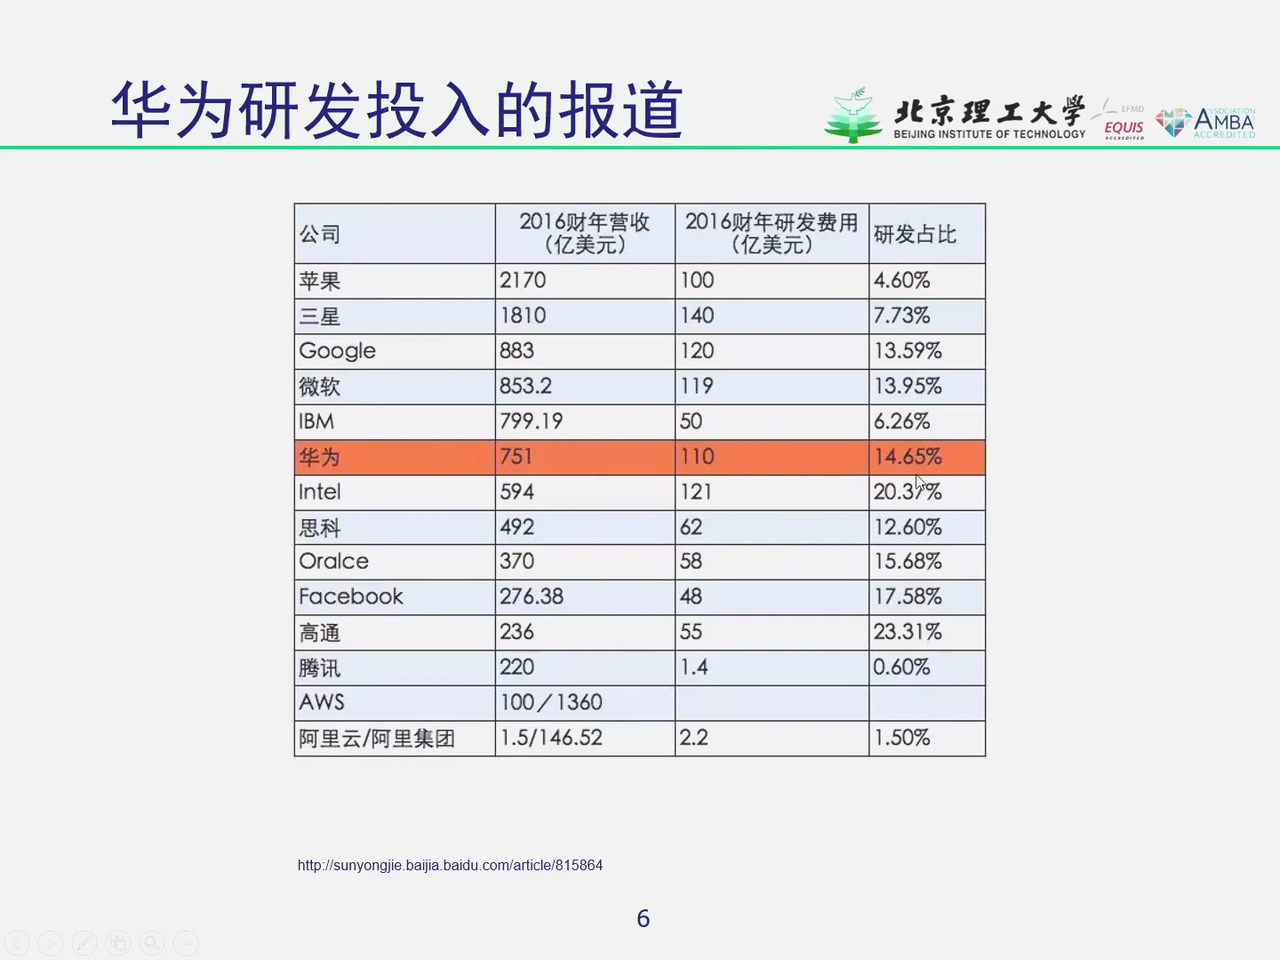 华为研发投入的报道
北京理工大学
BEIJING INSTITUTE OF TECHNOLOGY
EFMD
EQUIS
ACCREDITED
ASSOCIATION
AMBA
ACCREDITED
公司 2016财年营收（亿美元） 2016财年研发费用（亿美元） 研发占比
苹果 2170 100 4.60%
三星 1810 140 7.73%
Google 883 120 13.59%
微软 853.2 119 13.95%
IBM 799.19 50 6.26%
华为 751 110 14.65%
Intel 594 121 20.37%
思科 492 62 12.60%
Oralce 370 58 15.68%
Facebook 276.38 48 17.58%
高通 236 55 23.31%
腾讯 220 1.4 0.60%
AWS 100／1360
阿里云/阿里集团 1.5/146.52 2.2 1.50%
http://sunyongjie.baijia.baidu.com/article/815864
6